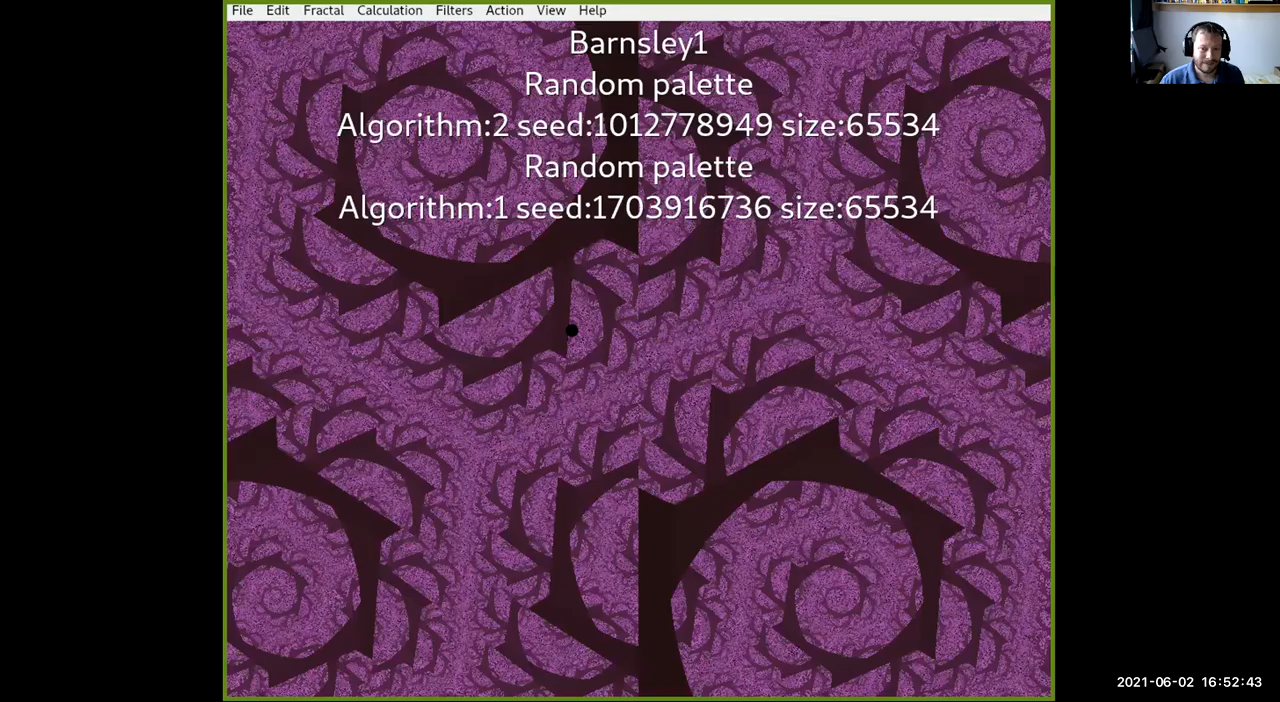 File Edit Fractal Calculation Filters Action View Help
Barnsley1
Random palette
Algorithm:2 seed:1012778949 size:65534
Random palette
Algorithm:1 seed:1703916736 size:65534
2021-06-02 16:52:43